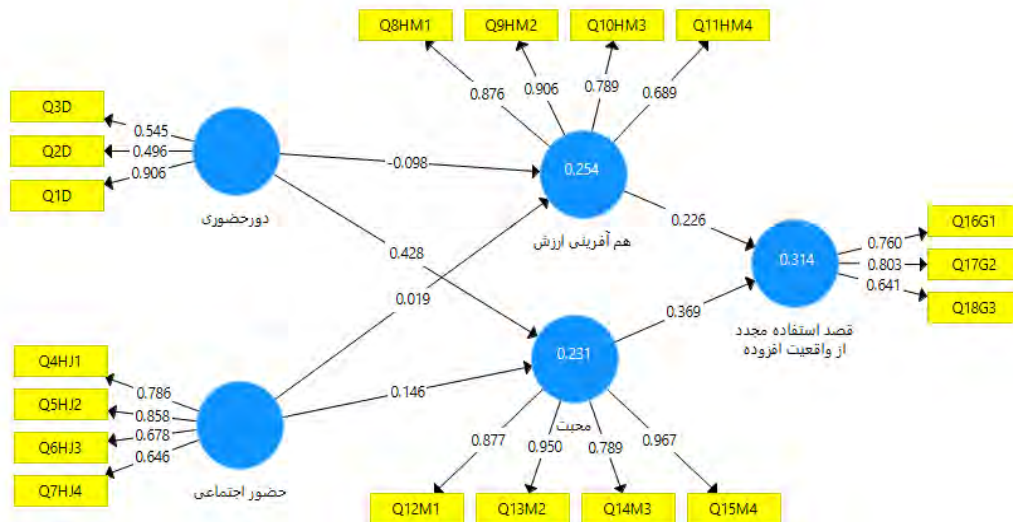 Q8HM1
Q9HM2
Q10HM3
Q11HM4
0.876
0.906
0.789
0.689
Q3D
Q2D
Q1D
0.545
0.496
0.906
دورحضوری
-0.098
0.428
0.019
0.146
0.254
هم آفرینی ارزش
0.226
0.369
0.314
قصد استفاده مجدد
از واقعیت افزوده
0.760
0.803
0.641
Q16G1
Q17G2
Q18G3
Q4HJ1
Q5HJ2
Q6HJ3
Q7HJ4
0.786
0.858
0.678
0.646
حضور اجتماعی
0.231
محبت
0.877
0.950
0.789
0.967
Q12M1
Q13M2
Q14M3
Q15M4